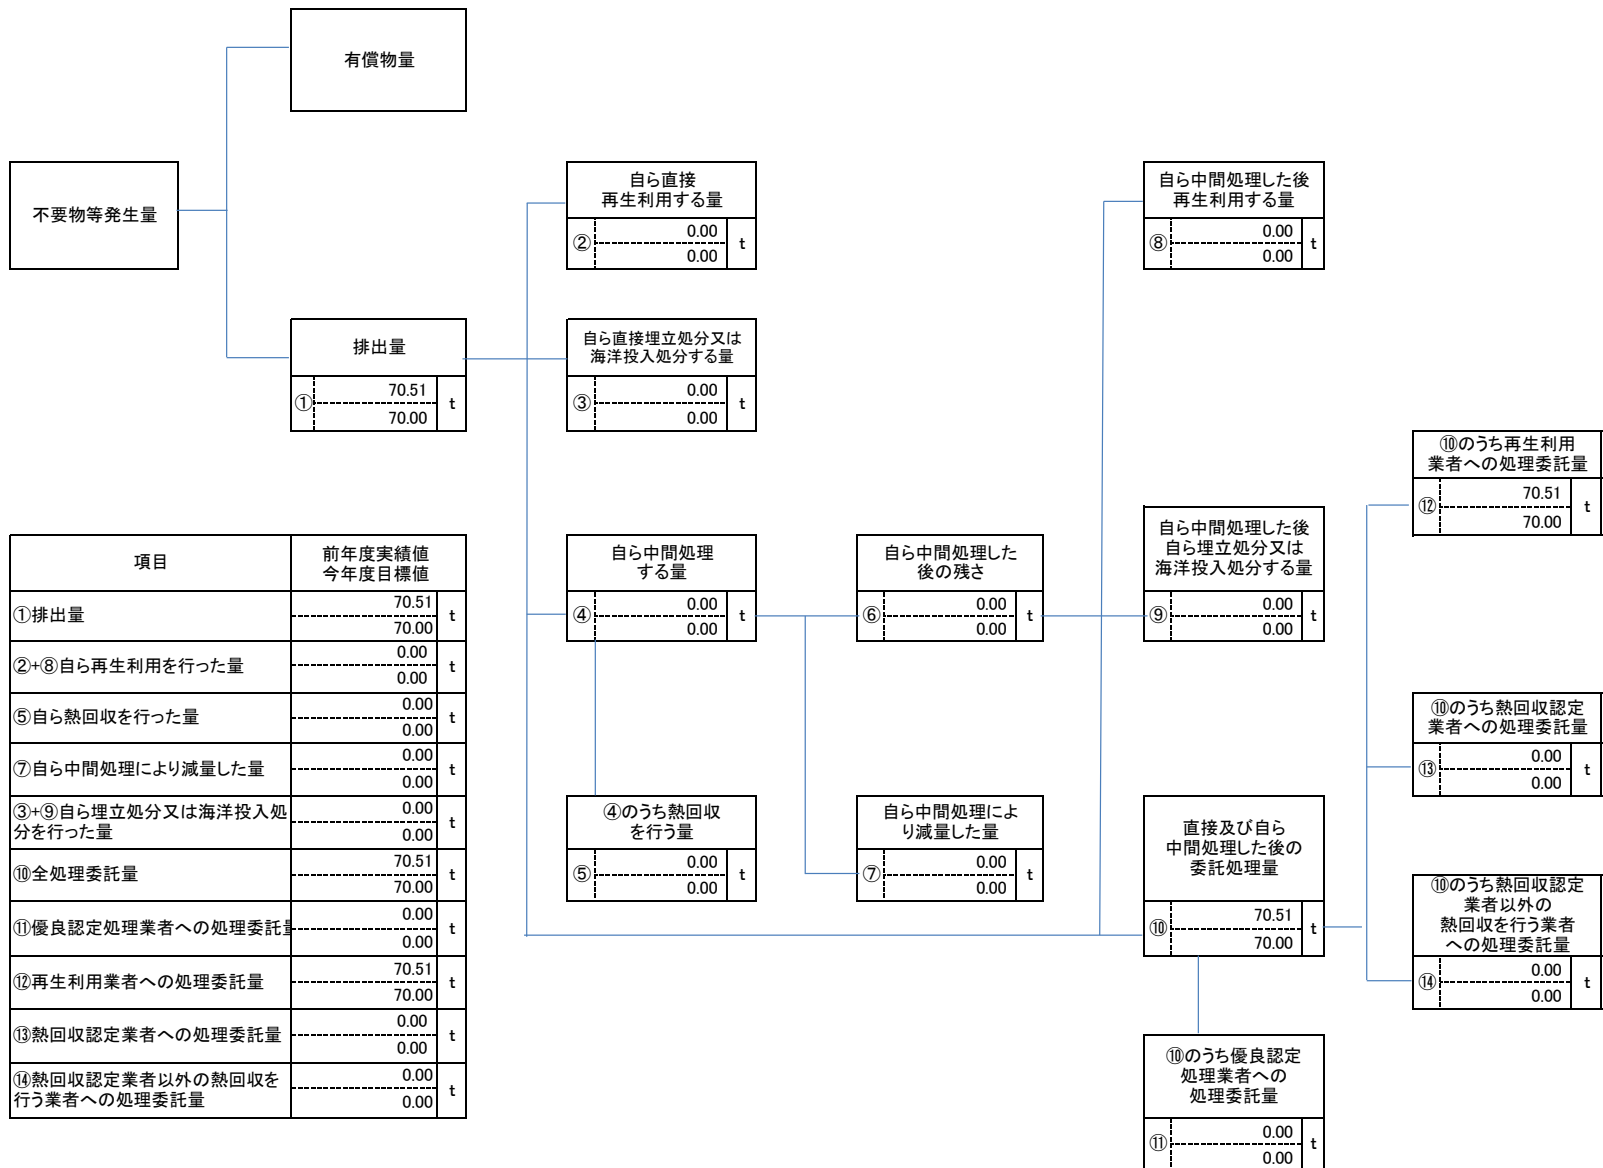 有償物量
不要物等発生量
排出量
①
70.51
70.00
t
自ら直接
再生利用する量
②
0.00
0.00
t
自ら直接埋立処分又は
海洋投入処分する量
③
0.00
0.00
t
自ら中間処理
する量
④
0.00
0.00
t
④のうち熱回収
を行う量
⑤
0.00
0.00
t
自ら中間処理した
後の残さ
⑥
0.00
0.00
t
自ら中間処理によ
り減量した量
⑦
0.00
0.00
t
自ら中間処理した後
再生利用する量
⑧
0.00
0.00
t
自ら中間処理した後
自ら埋立処分又は
海洋投入処分する量
⑨
0.00
0.00
t
直接及び自ら
中間処理した後の
委託処理量
⑩
70.51
70.00
t
⑩のうち優良認定
処理業者への
処理委託量
⑪
0.00
0.00
t
⑩のうち再生利用
業者への処理委託量
⑫
70.51
70.00
t
⑩のうち熱回収認定
業者への処理委託量
⑬
0.00
0.00
t
⑩のうち熱回収認定
業者以外の
熱回収を行う業者
への処理委託量
⑭
0.00
0.00
t
項目
前年度実績値
今年度目標値
①排出量
70.51
70.00
t
②+⑧自ら再生利用を行った量
0.00
0.00
t
⑤自ら熱回収を行った量
0.00
0.00
t
⑦自ら中間処理により減量した量
0.00
0.00
t
③+⑨自ら埋立処分又は海洋投入処
分を行った量
0.00
0.00
t
⑩全処理委託量
70.51
70.00
t
⑪優良認定処理業者への処理委託量
0.00
0.00
t
⑫再生利用業者への処理委託量
70.51
70.00
t
⑬熱回収認定業者への処理委託量
0.00
0.00
t
⑭熱回収認定業者以外の熱回収を
行う業者への処理委託量
0.00
0.00
t